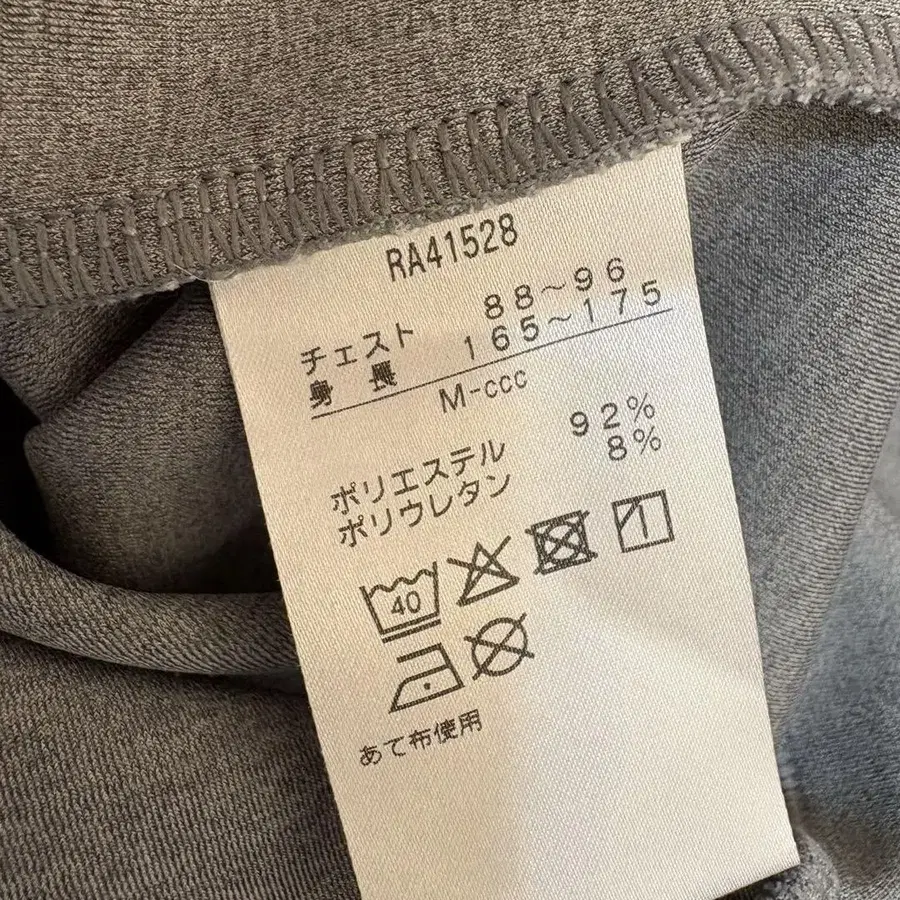 RA41528
チェスト 88~96
身長 165~175
M-ccc
ポリエステル 92%
ポリウレタン 8%
40
あて布使用